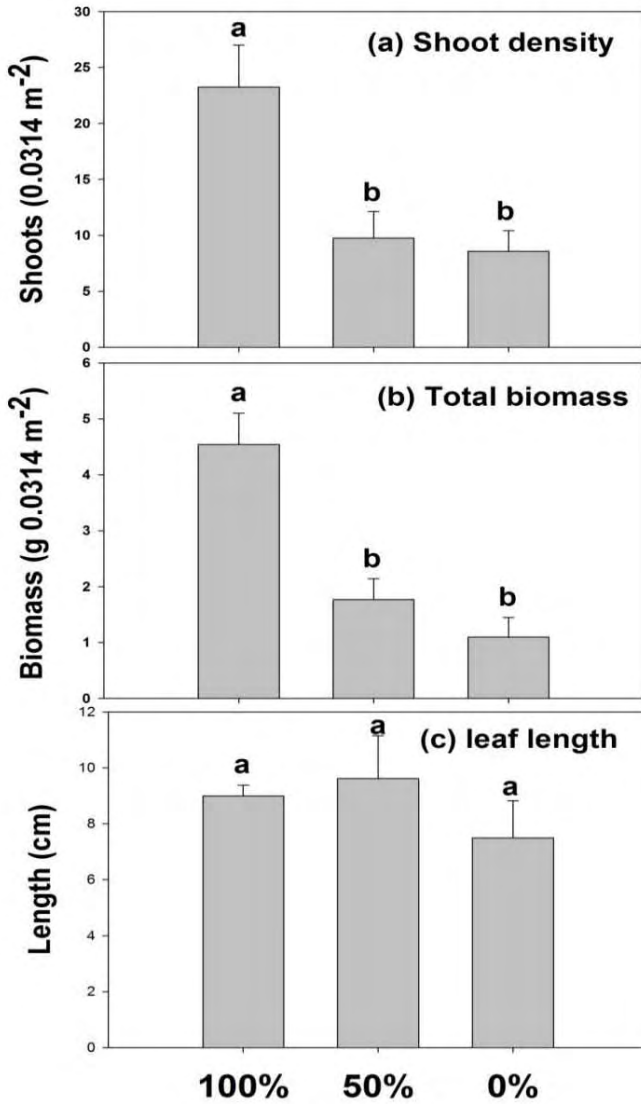 30
a
(a) Shoot density
25
20
15
b
b
10
5
0
Shoots (0.0314 m⁻²)
6
a
(b) Total biomass
5
4
3
b
2
b
1
0
Biomass (g 0.0314 m⁻²)
12
a
(c) leaf length
a
a
10
8
6
4
2
0
Length (cm)
100% 50% 0%